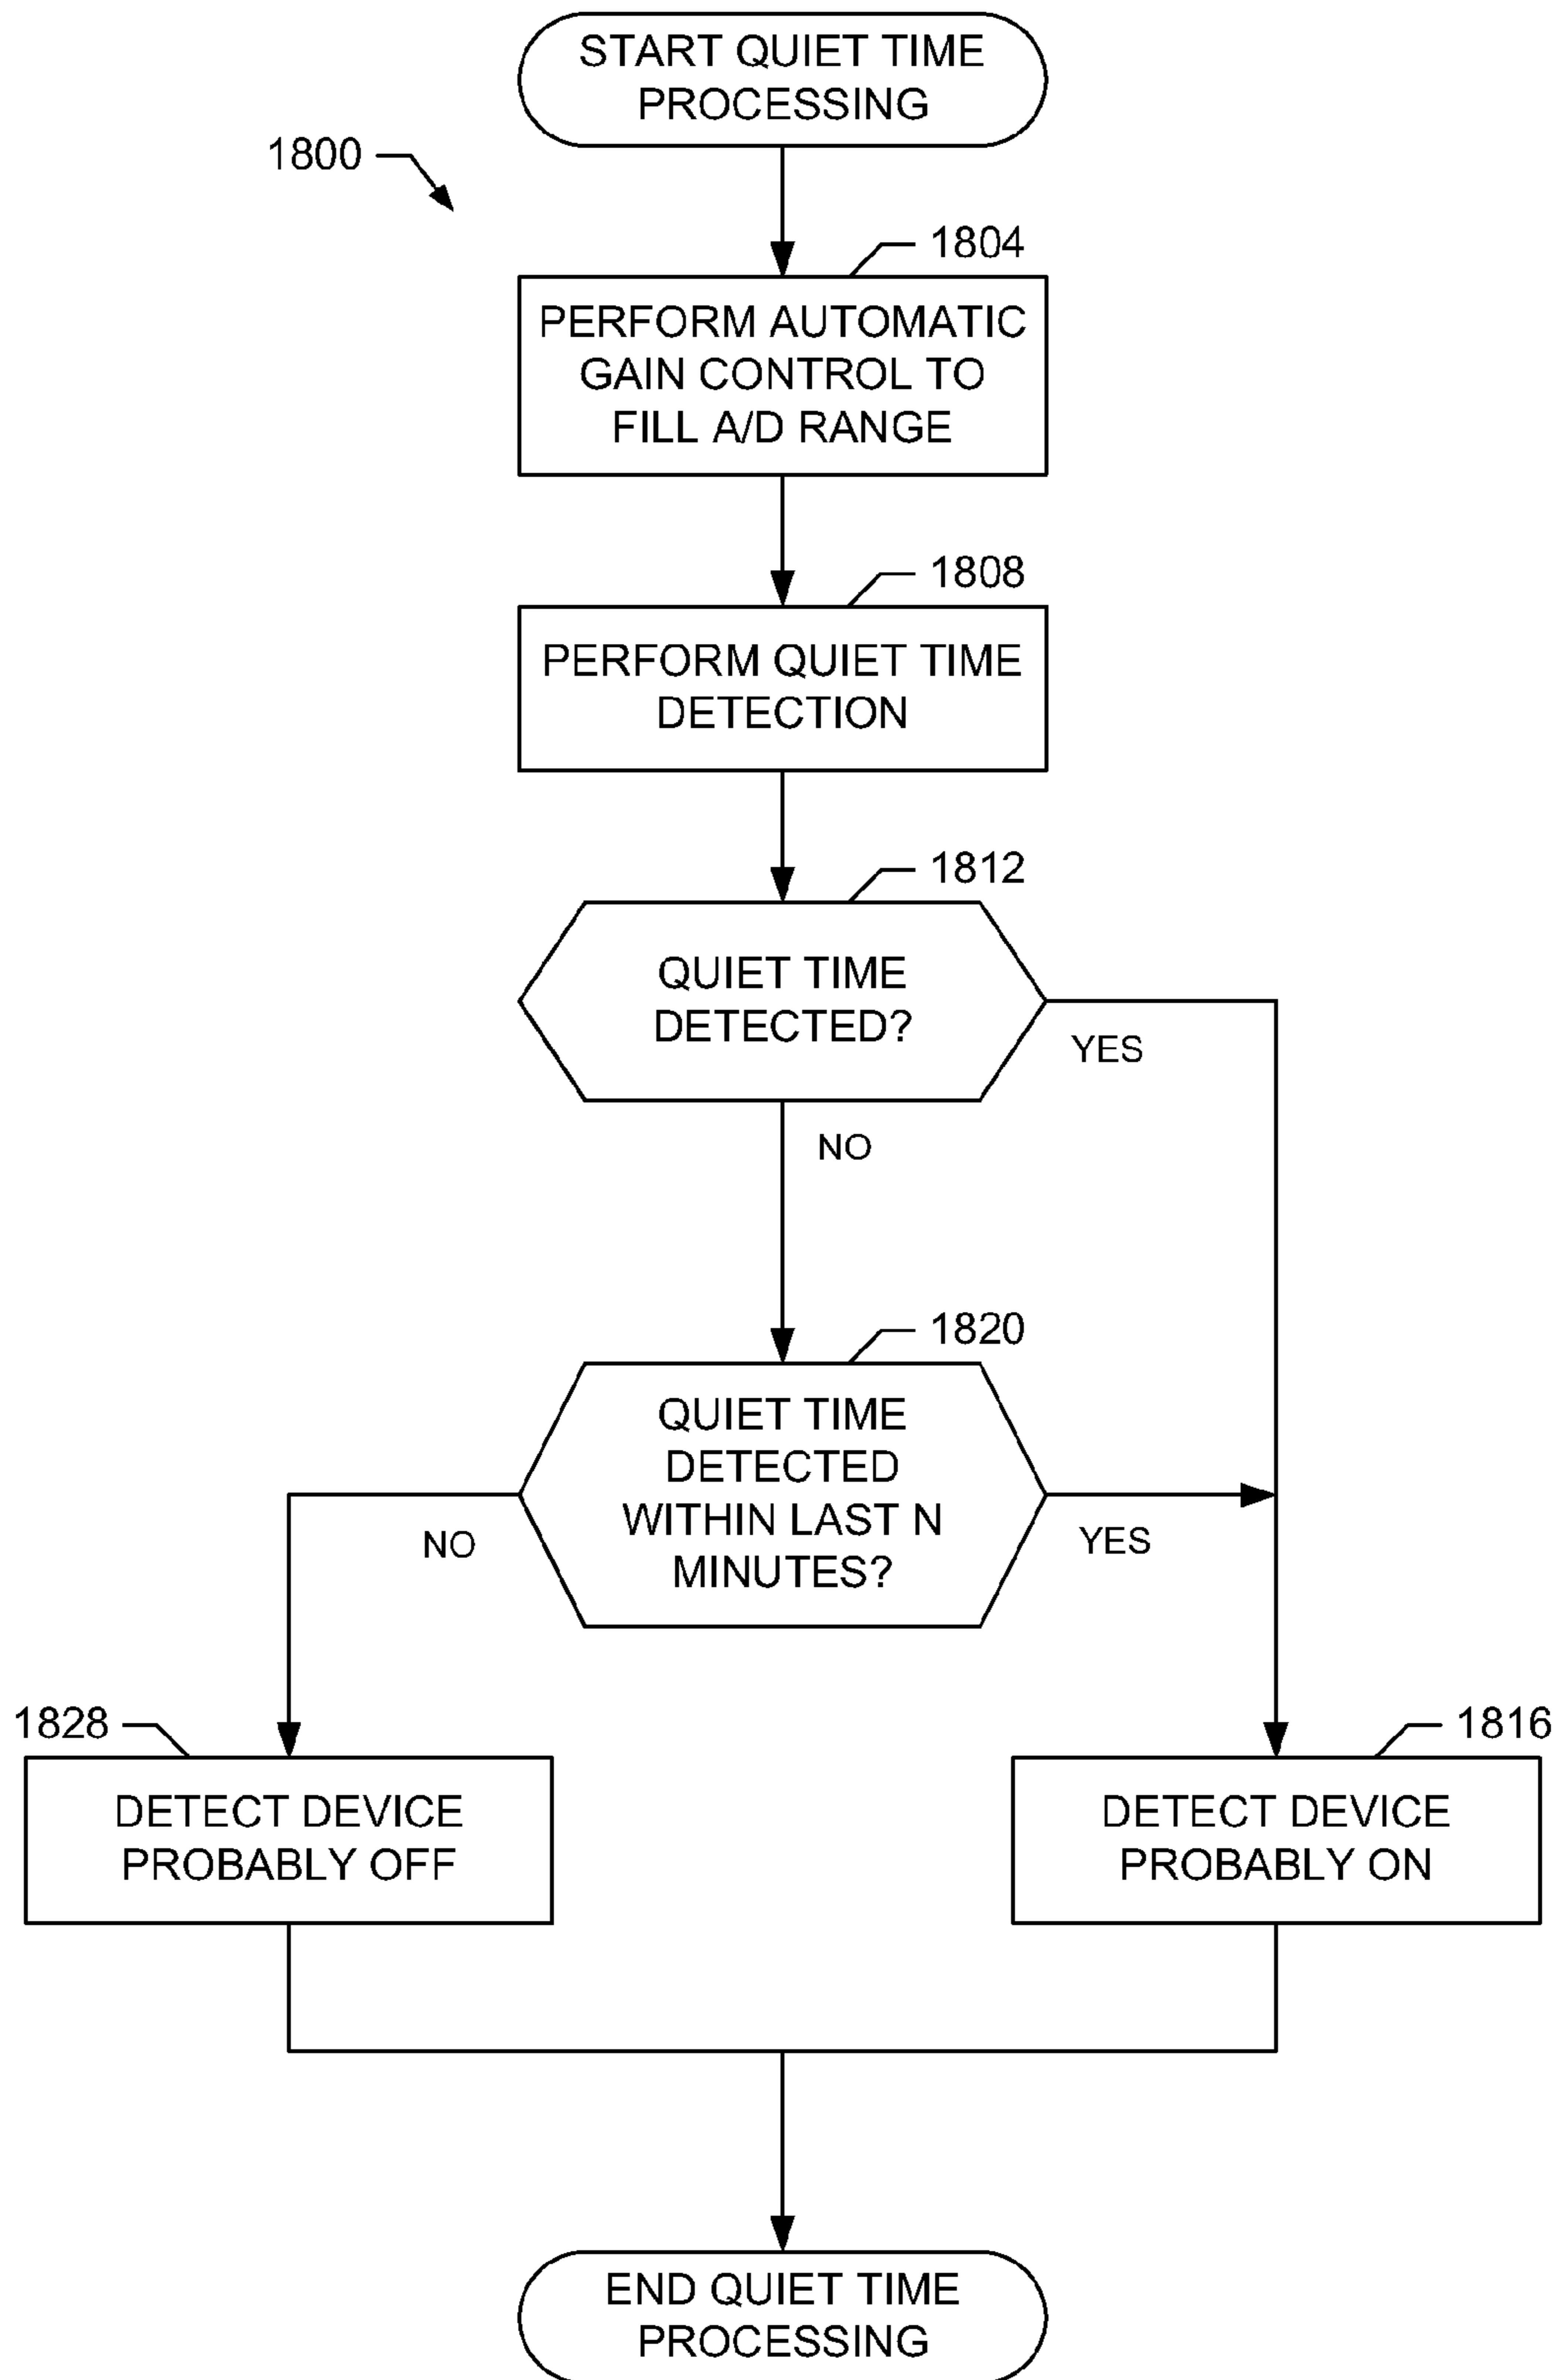 START QUIET TIME
PROCESSING
1800
1804
PERFORM AUTOMATIC
GAIN CONTROL TO
FILL A/D RANGE
1808
PERFORM QUIET TIME
DETECTION
1812
QUIET TIME
DETECTED?
YES
NO
1820
QUIET TIME
DETECTED
WITHIN LAST N
MINUTES?
NO
YES
1828
DETECT DEVICE
PROBABLY OFF
1816
DETECT DEVICE
PROBABLY ON
END QUIET TIME
PROCESSING